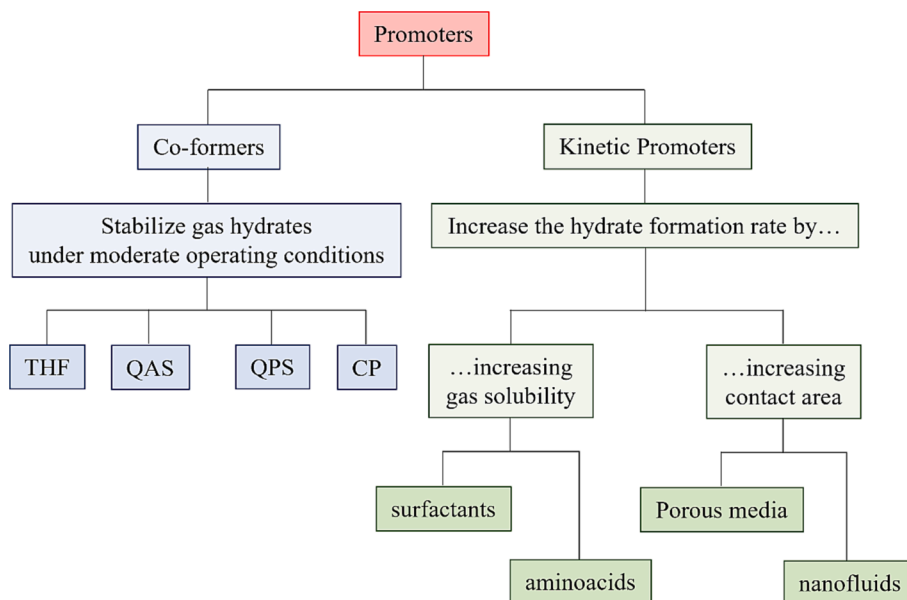 Promoters
Co-formers
Kinetic Promoters
Stabilize gas hydrates
under moderate operating conditions
Increase the hydrate formation rate by…
THF
QAS
QPS
CP
…increasing
gas solubility
…increasing
contact area
surfactants
Porous media
aminoacids
nanofluids